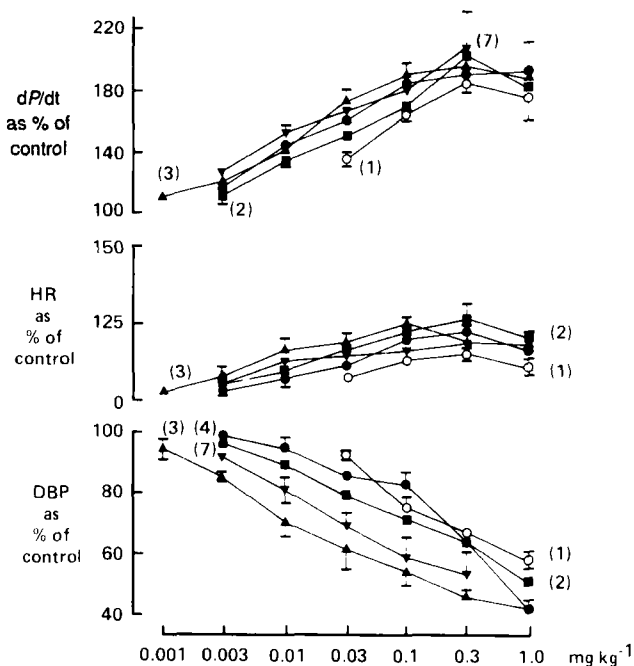 220
180
140
100
dP/dt
as % of
control
(7)
(3)
(2)
(1)
150
125
0
HR
as
% of
control
(3)
(2)
(1)
100
80
60
40
DBP
as
% of
control
(3) (4)
(7)
(1)
(2)
0.001 0.003 0.01 0.03 0.1 0.3 1.0 mg kg⁻¹